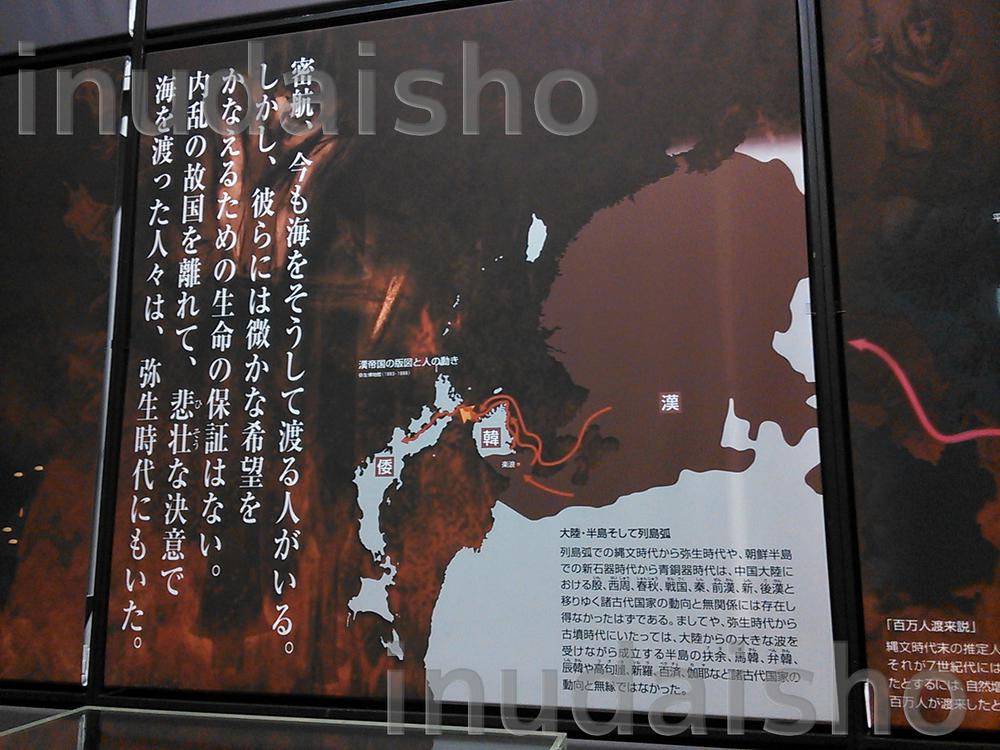 inudaisho
密航、今も海をそうして渡る人がいる。
しかし、彼らには微かな希望を
かなえるための生命の保証はない。
内乱の故国を離れて、悲壮な決意で
海を渡った人々は、弥生時代にもいた。
漢帝国の版図と人の動き
漢
韓
倭
楽浪
大陸・半島そして列島弧
列島弧での縄文時代から弥生時代や、朝鮮半島
での新石器時代から青銅器時代は、中国大陸に
おける殷、西周、春秋、戦国、秦、前漢、新、後漢と
移りゆく諸古代国家の動向と無関係には存在し
得なかったはずである。ましてや、弥生時代から
古墳時代にいたっては、大陸からの大きな波を
受けながら成立する半島の扶余、馬韓、弁韓、
辰韓や高句麗、新羅、百済、伽耶など諸古代国家の
動向と無縁ではなかった。
「百万人渡来説」
縄文時代末の推定人
それが7世紀代には
たとするには、自然増
百万人が渡来したと
inudaisho